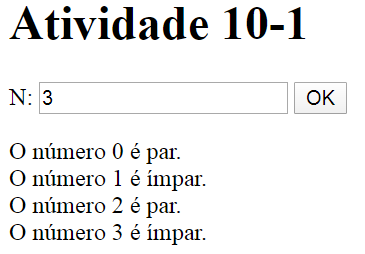 Atividade 10-1
N: 3 OK
O número 0 é par.
O número 1 é ímpar.
O número 2 é par.
O número 3 é ímpar.